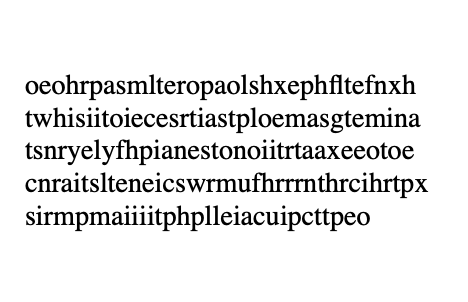 oeohrpasmlteropaolshxephfltefnxh
twhisiitoiecesrtiastploemasgtemina
tsnryelyfhpianestonoiitrtaaxeeotoe
cnraitslteneicswrmufhrrrnthrcihrtpx
sirmpmaiiiitphplleiacuipcttpeo